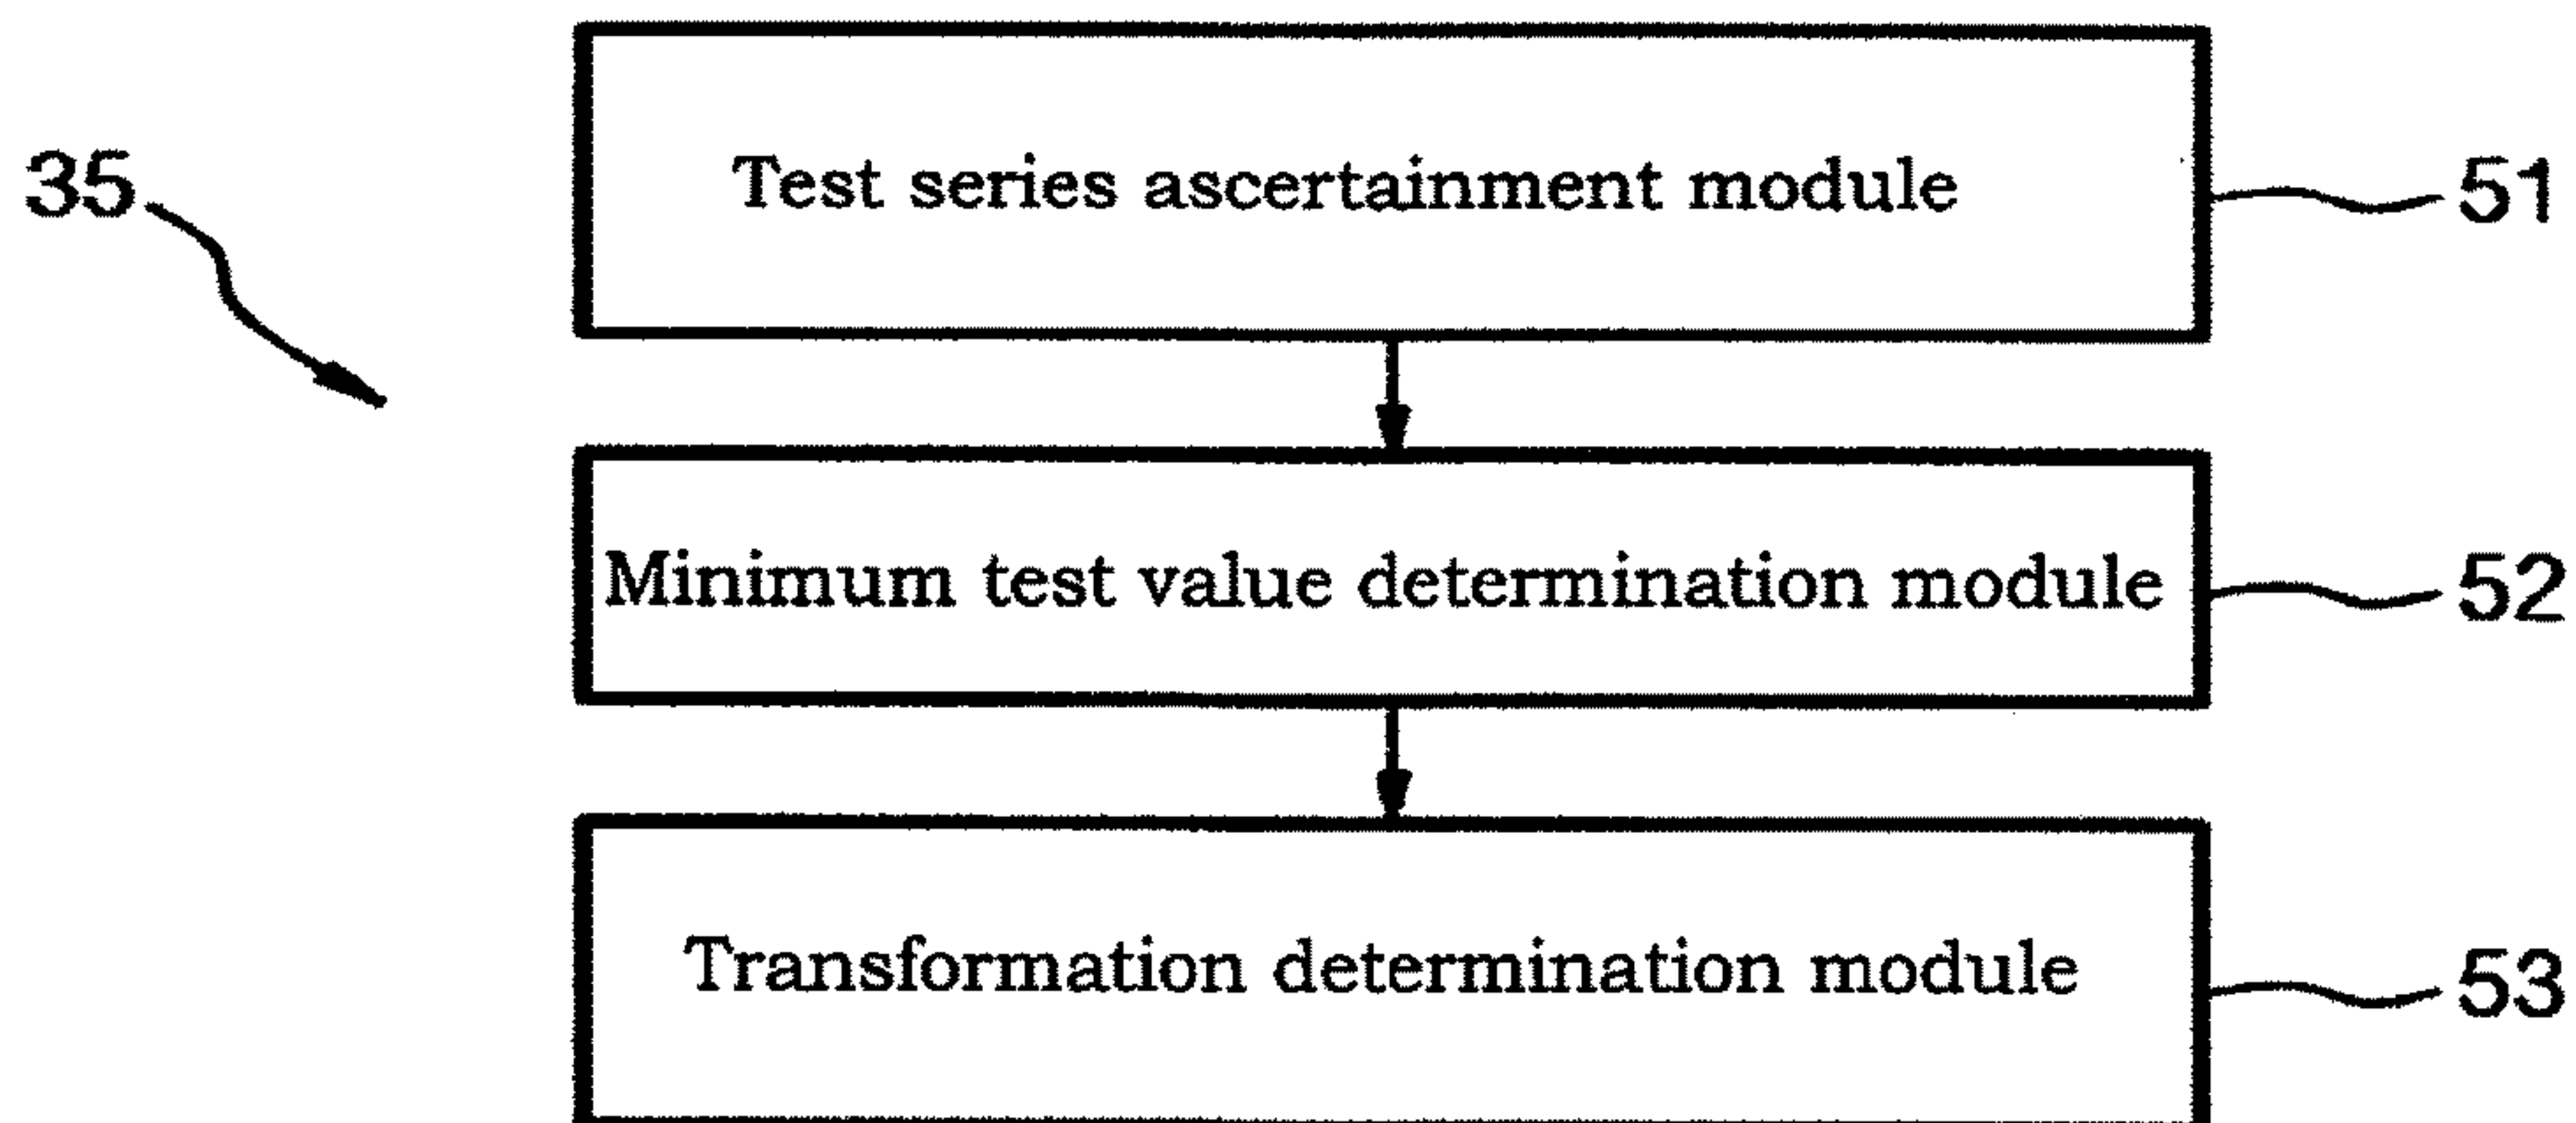 35
Test series ascertainment module
51
Minimum test value determination module
52
Transformation determination module
53